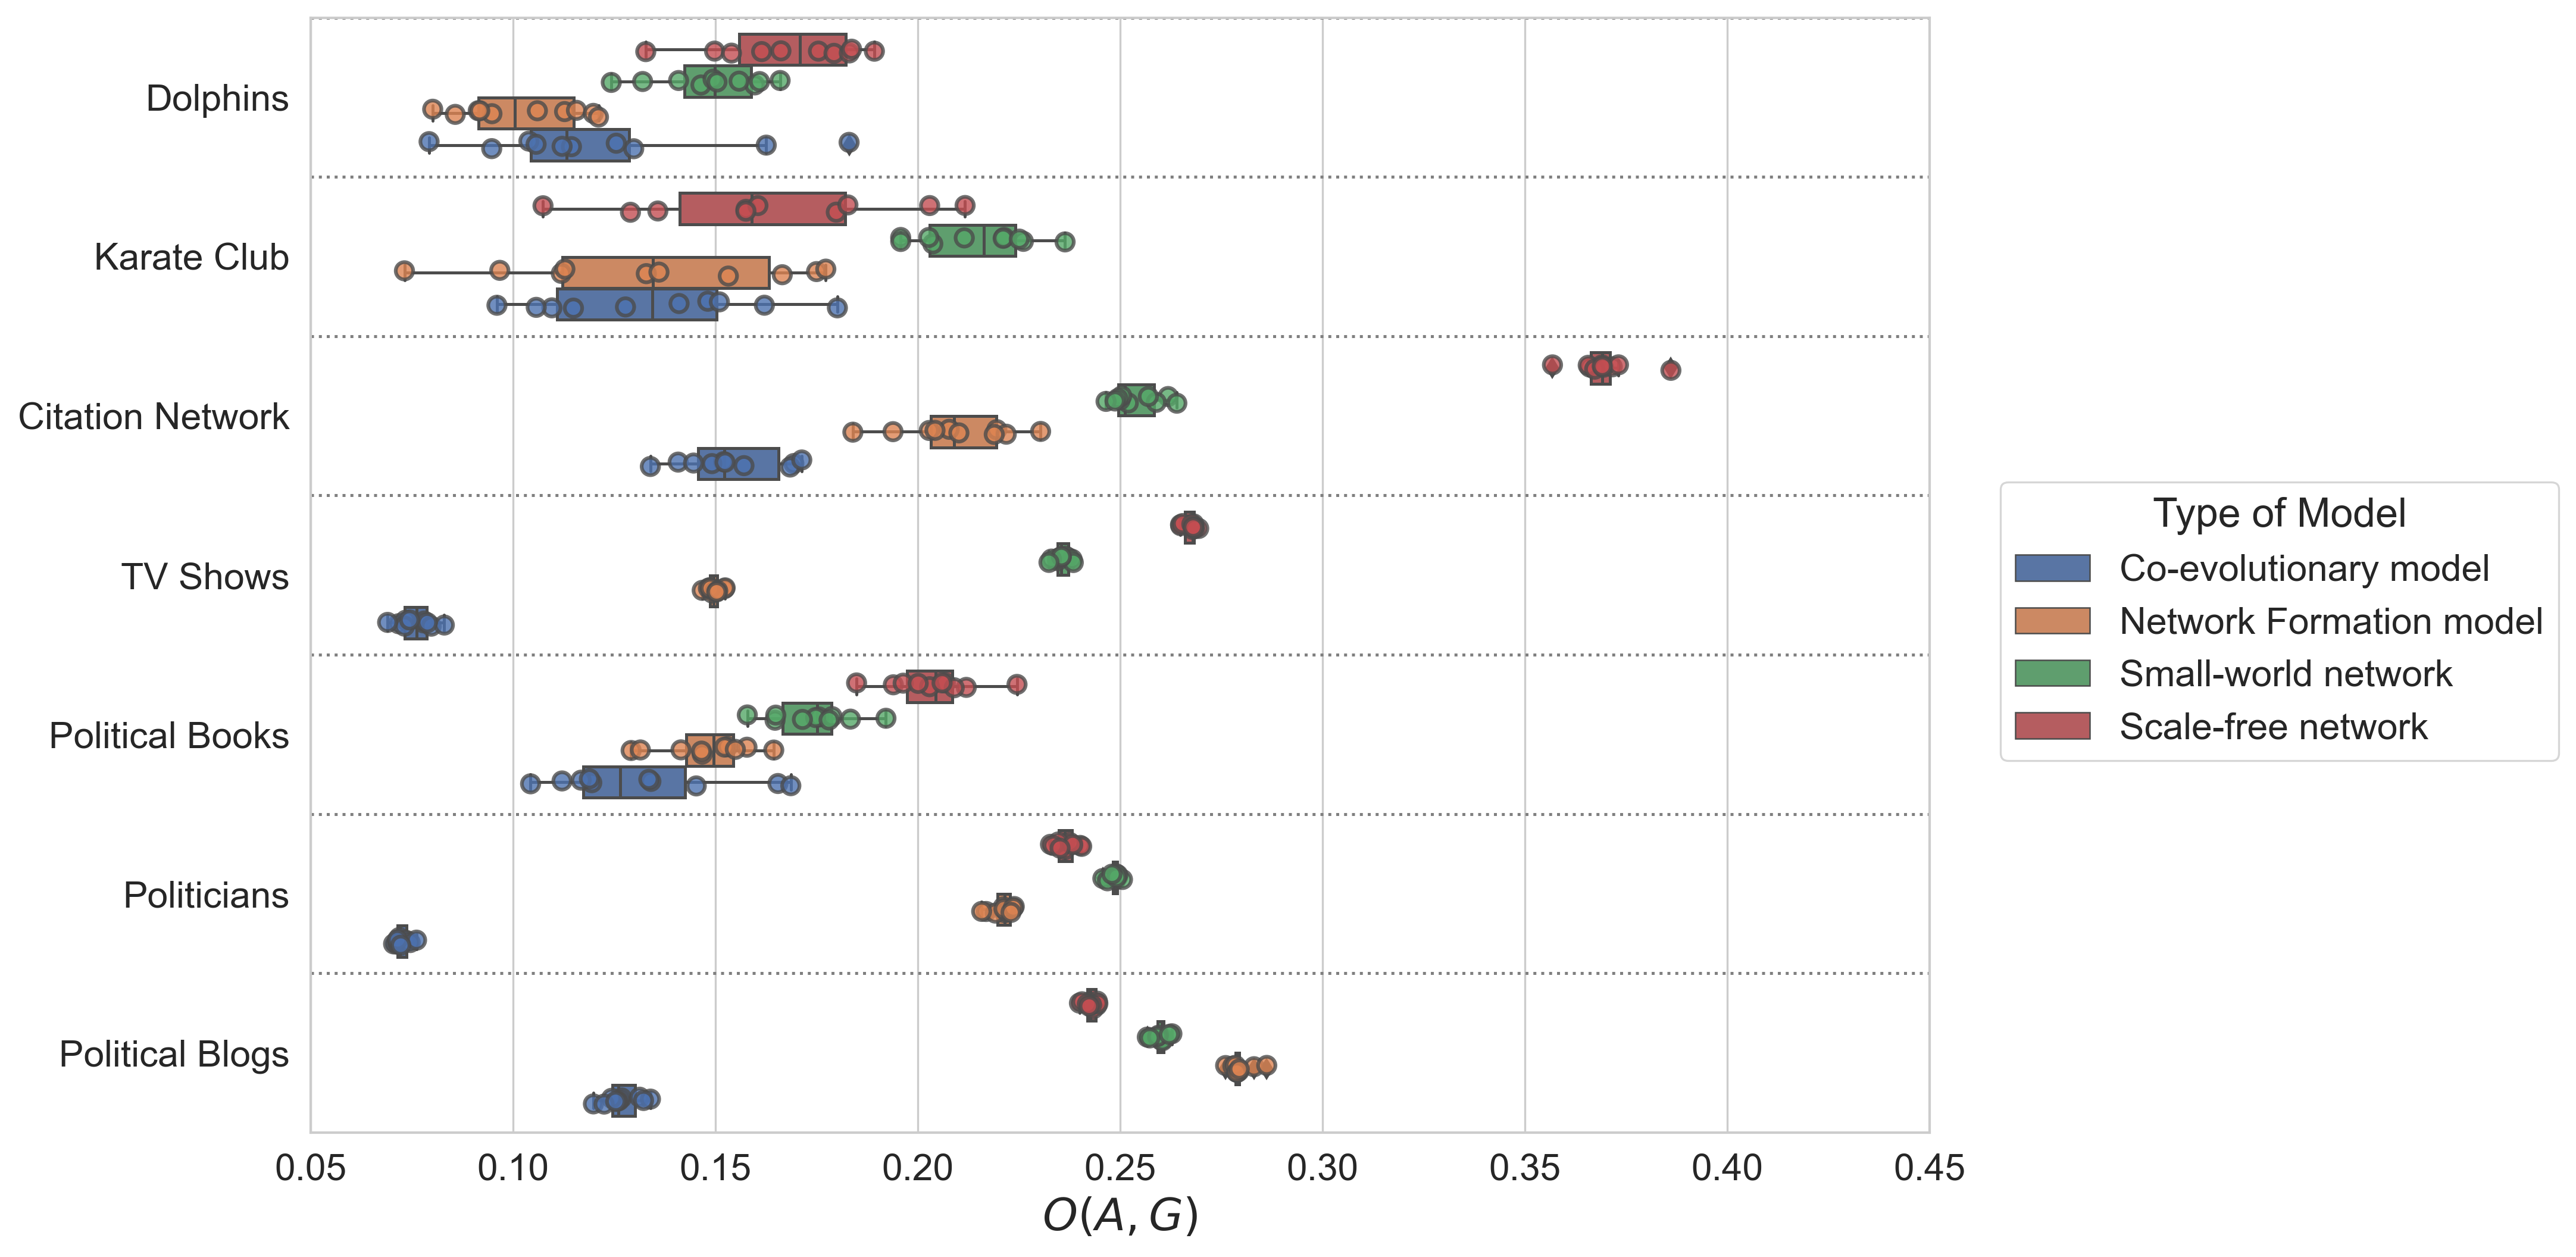 Dolphins
Karate Club
Citation Network
TV Shows
Political Books
Politicians
Political Blogs
0.05 0.10 0.15 0.20 0.25 0.30 0.35 0.40 0.45
O(A, G)
Type of Model
Co-evolutionary model
Network Formation model
Small-world network
Scale-free network